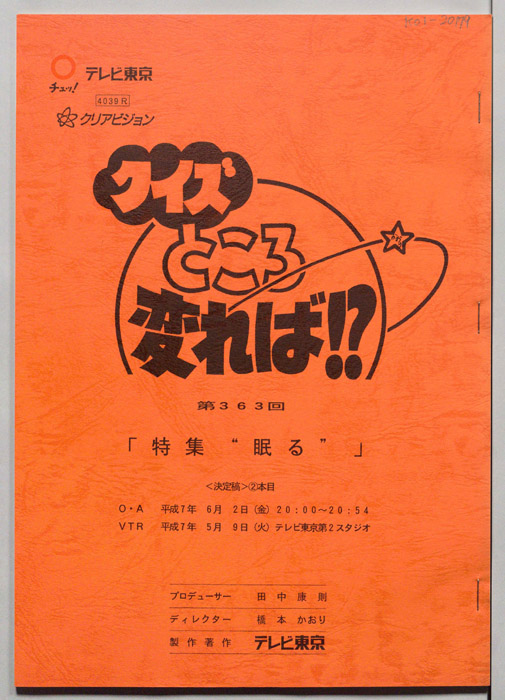 テレビ東京
チュッ!
4039R
クリアビジョン
クイズ
ところ
変れば!?
第363回
「特集“眠る”」
<決定稿>②本目
O・A 平成7年 6月 2日(金)20:00~20:54
VTR 平成7年 5月 9日(火)テレビ東京第2スタジオ
プロデューサー 田中康則
ディレクター 橋本かおり
製作著作 テレビ東京